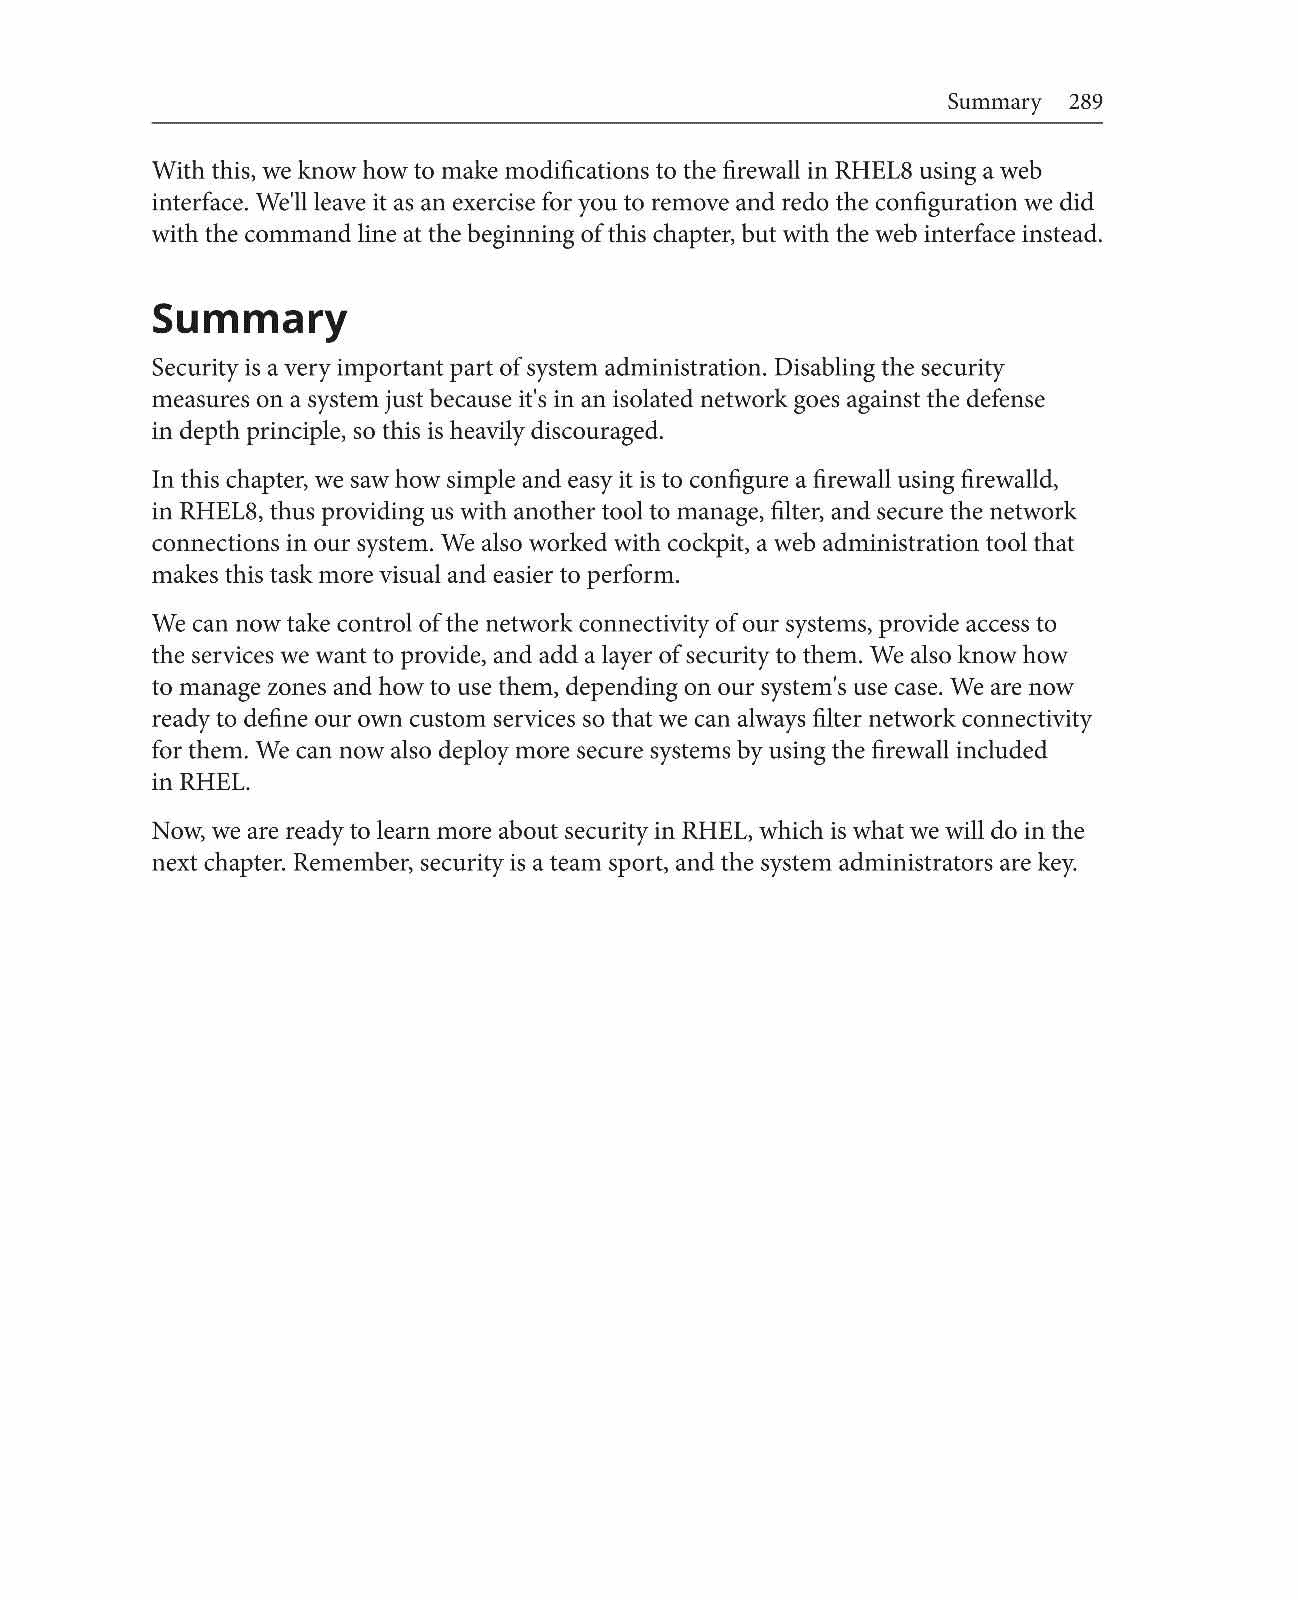 Summary 289
With this, we know how to make modifications to the firewall in RHEL8 using a web
interface. We'll leave it as an exercise for you to remove and redo the configuration we did
with the command line at the beginning of this chapter, but with the web interface instead.
Summary
Security is a very important part of system administration. Disabling the security
measures on a system just because it's in an isolated network goes against the defense
in depth principle, so this is heavily discouraged.
In this chapter, we saw how simple and easy it is to configure a firewall using firewalld,
in RHEL8, thus providing us with another tool to manage, filter, and secure the network
connections in our system. We also worked with cockpit, a web administration tool that
makes this task more visual and easier to perform.
We can now take control of the network connectivity of our systems, provide access to
the services we want to provide, and add a layer of security to them. We also know how
to manage zones and how to use them, depending on our system's use case. We are now
ready to define our own custom services so that we can always filter network connectivity
for them. We can now also deploy more secure systems by using the firewall included
in RHEL.
Now, we are ready to learn more about security in RHEL, which is what we will do in the
next chapter. Remember, security is a team sport, and the system administrators are key.